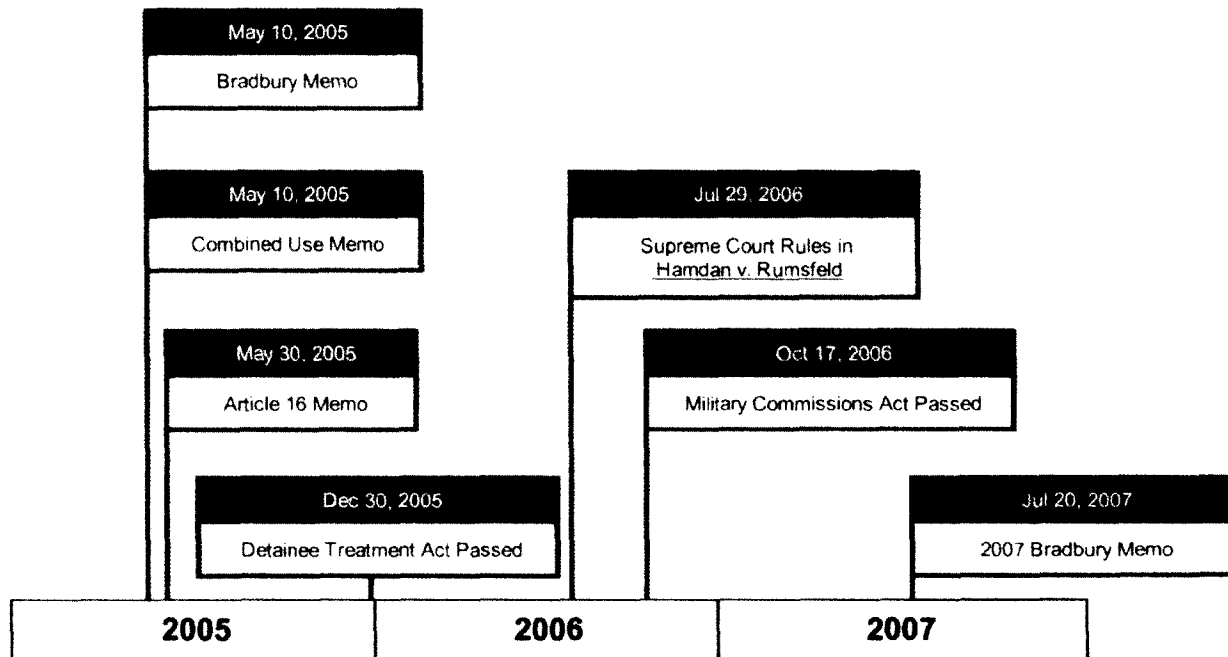 May 10, 2005
Bradbury Memo
May 10, 2005
Combined Use Memo
May 30, 2005
Article 16 Memo
Dec 30, 2005
Detainee Treatment Act Passed
Jul 29, 2006
Supreme Court Rules in
Hamdan v. Rumsfeld
Oct 17, 2006
Military Commissions Act Passed
Jul 20, 2007
2007 Bradbury Memo
2005
2006
2007